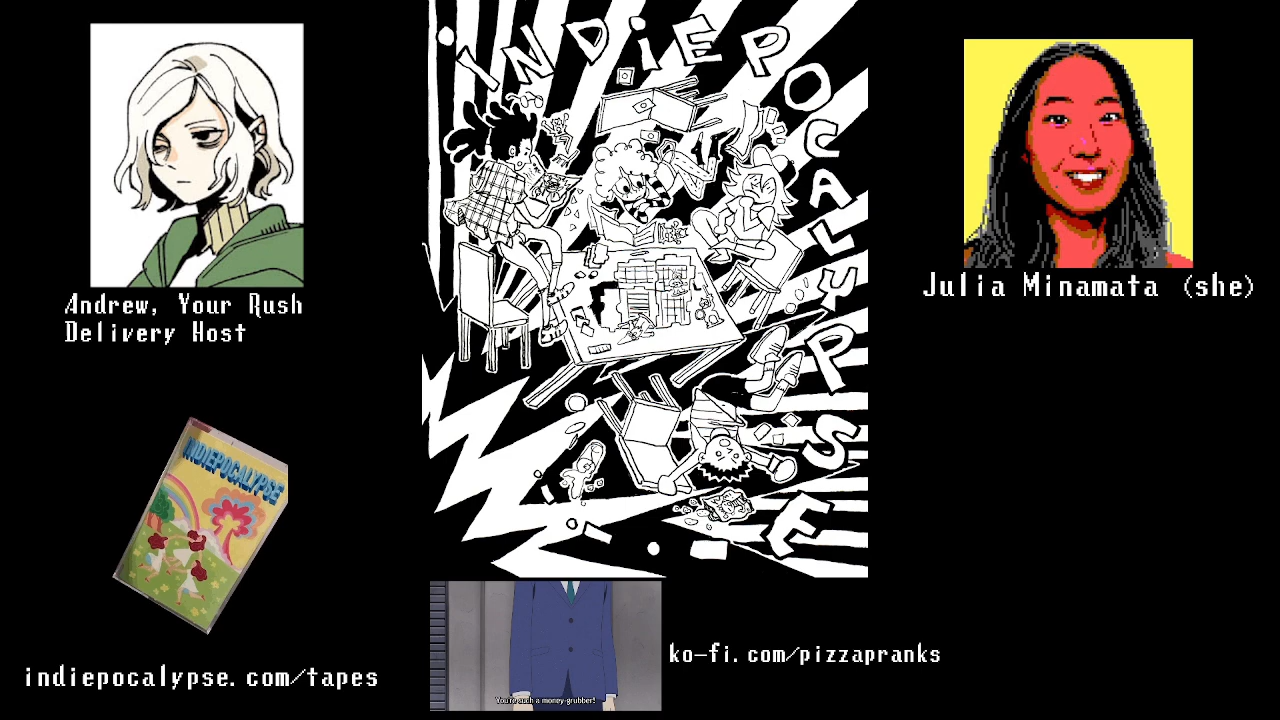 INDiEPOCALYPSE
Andrew, Your Rush
Delivery Host
Julia Minamata (she)
INDIEPOCALYPSE
indiepocalypse.com/tapes
ko-fi.com/pizzapranks
You're such a money-grubber!